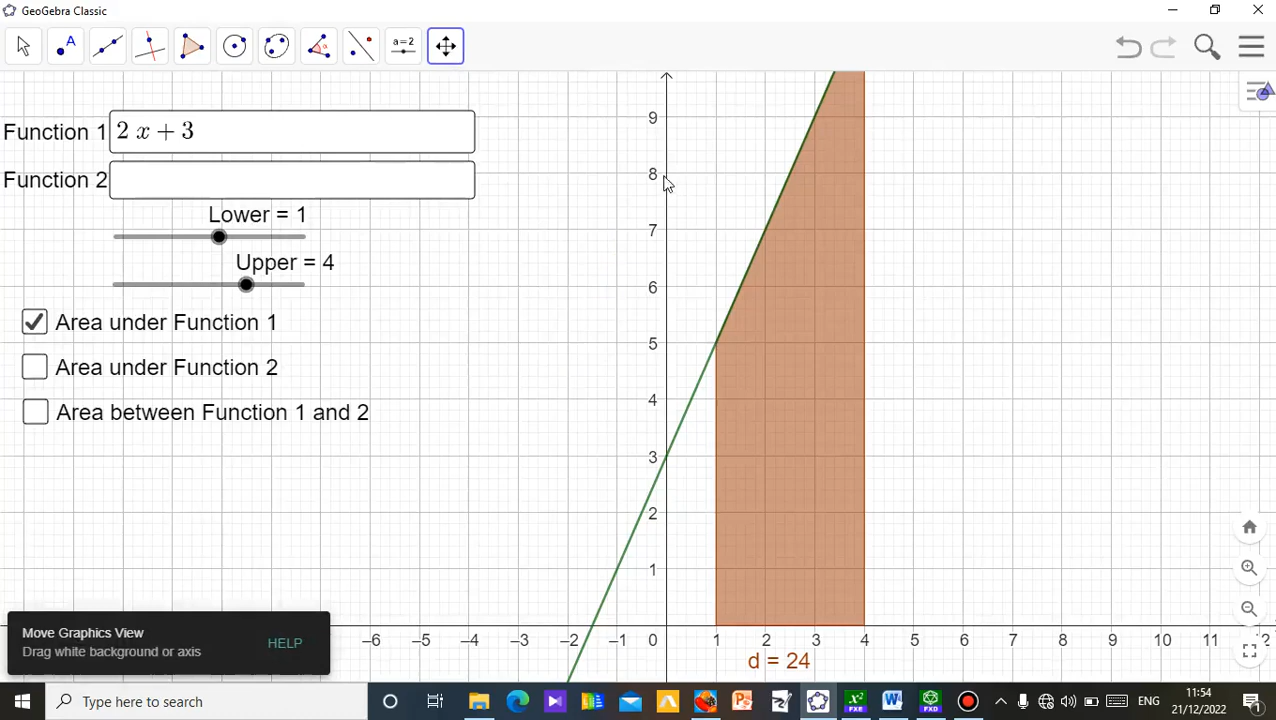 GeoGebra Classic
A
a=2
Function 1 2 x + 3
Function 2
Lower = 1
Upper = 4
Area under Function 1
Area under Function 2
Area between Function 1 and 2
9
8
7
6
5
4
3
2
1
–6 –5 –4 –3 –2 –1 0 1 2 3 4 5 6 7 8 9 10 11 12
d = 24
Move Graphics View
Drag white background or axis
HELP
Type here to search
ENG
11:54
21/12/2022